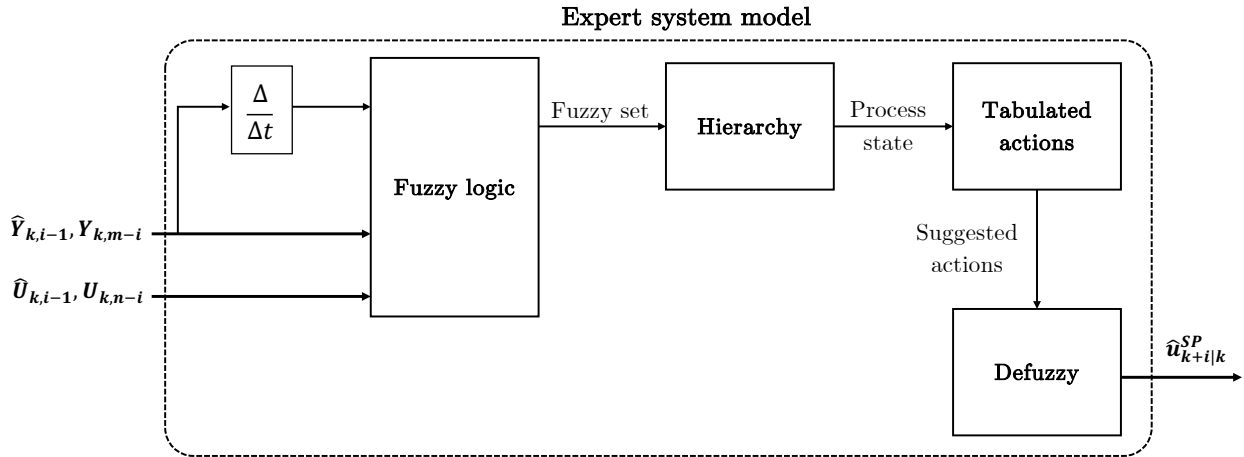 Expert system model
Δ
Δt
Fuzzy logic
Fuzzy set
Hierarchy
Process
state
Tabulated
actions
Ŷₖ,ᵢ₋₁, Yₖ,ₘ₋ᵢ
Ûₖ,ᵢ₋₁, Uₖ,ₙ₋ᵢ
Suggested
actions
Defuzzy
û^{SP}_{k+i|k}